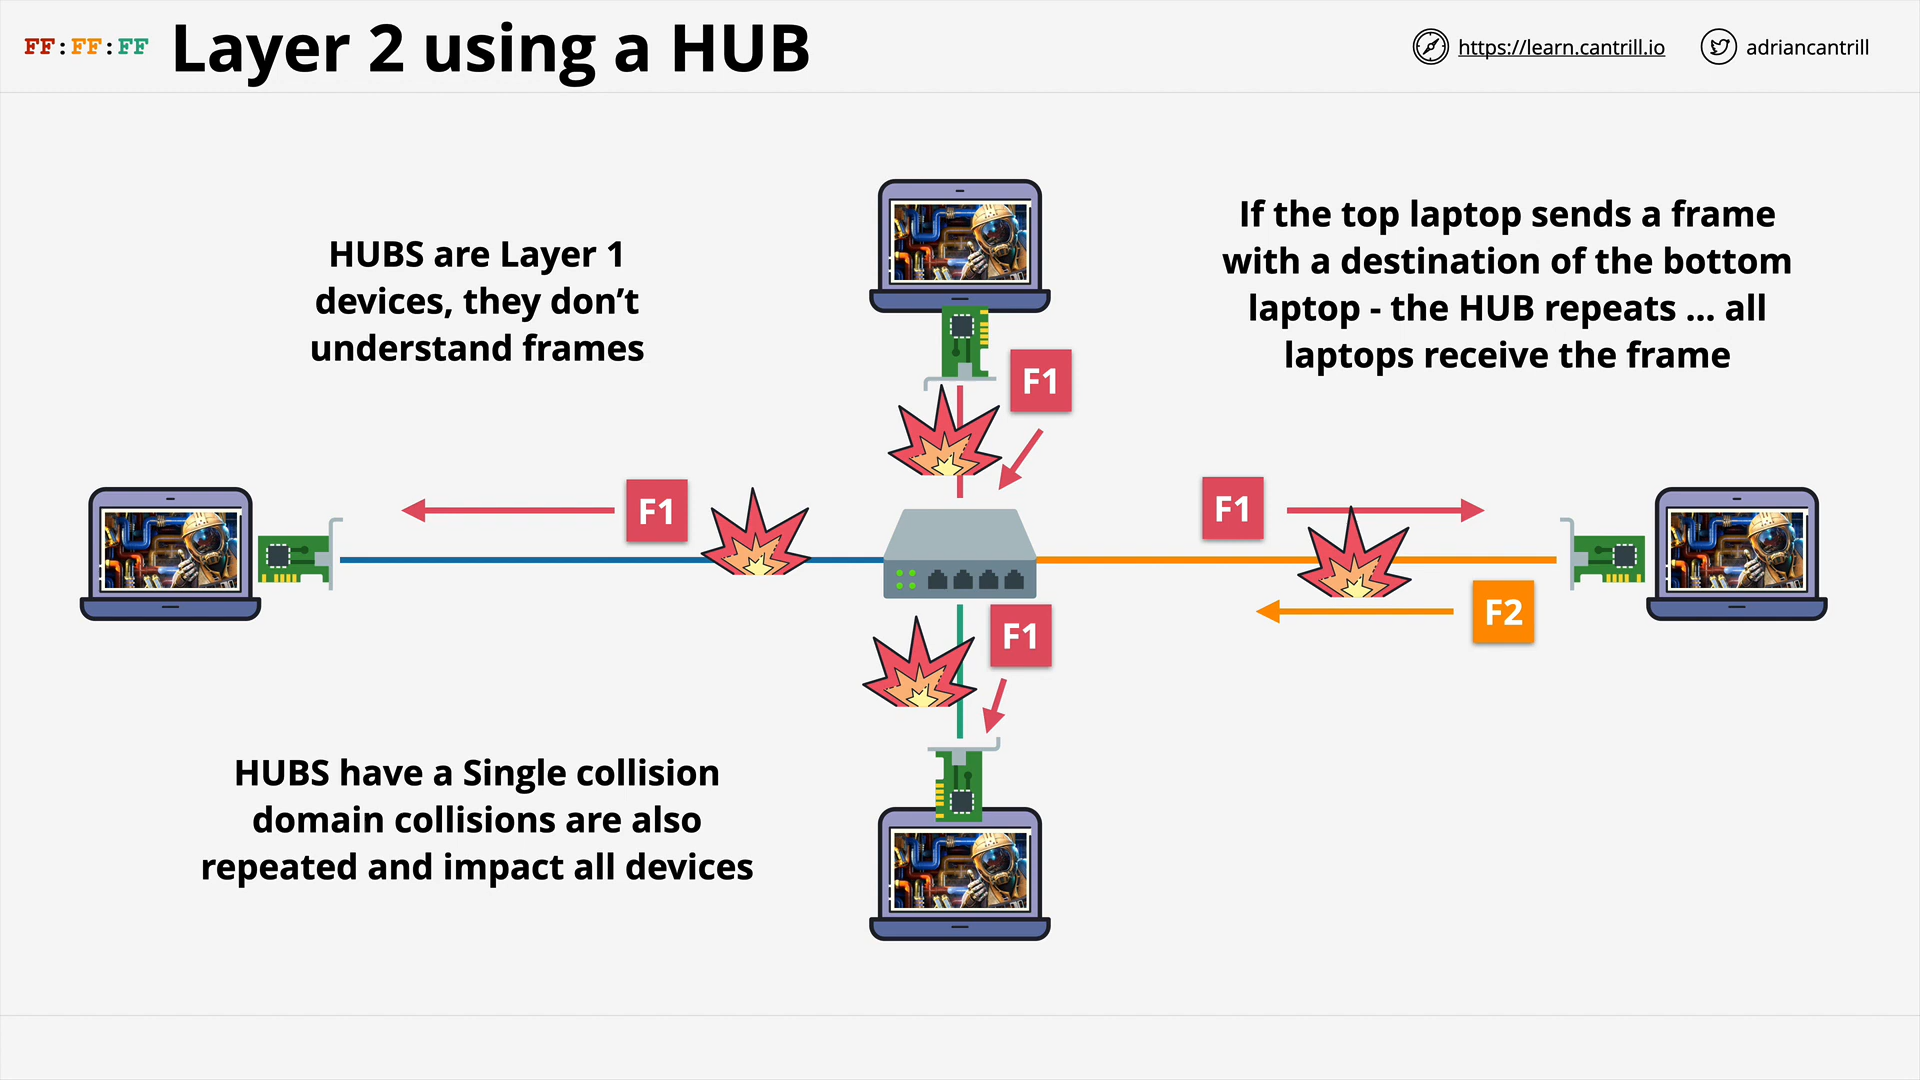 FF:FF:FF
Layer 2 using a HUB
https://learn.cantrill.io
adriancantrill
HUBS are Layer 1
devices, they don’t
understand frames
If the top laptop sends a frame
with a destination of the bottom
laptop - the HUB repeats ... all
laptops receive the frame
F1
F1
F1
F2
F1
HUBS have a Single collision
domain collisions are also
repeated and impact all devices